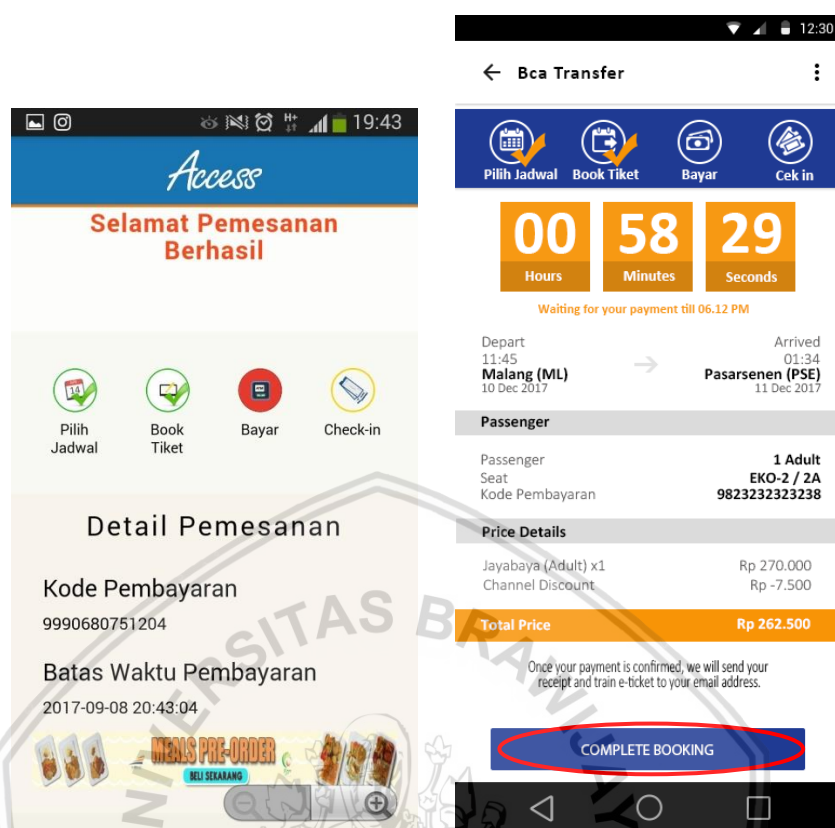 19:43
Access
Selamat Pemesanan
Berhasil
Pilih
Jadwal
Book
Tiket
Bayar
Check-in
Detail Pemesanan
Kode Pembayaran
9990680751204
Batas Waktu Pembayaran
2017-09-08 20:43:04
MEALS PRE-ORDER
BELI SEKARANG
12:30
Bca Transfer
Pilih Jadwal Book Tiket Bayar Cek in
00 58 29
Hours Minutes Seconds
Waiting for your payment till 06.12 PM
Depart Arrived
11:45 01:34
Malang (ML) Pasarsenen (PSE)
10 Dec 2017 11 Dec 2017
Passenger
Passenger 1 Adult
Seat EKO-2 / 2A
Kode Pembayaran 9823232323238
Price Details
Jayabaya (Adult) x1 Rp 270.000
Channel Discount Rp -7.500
Total Price Rp 262.500
Once your payment is confirmed, we will send your
receipt and train e-ticket to your email address.
COMPLETE BOOKING